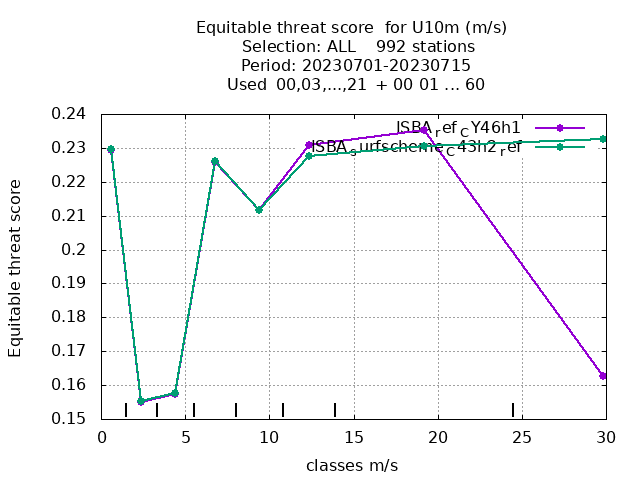 Equitable threat score for U10m (m/s)
Selection: ALL 992 stations
Period: 20230701-20230715
Used 00,03,...,21 + 00 01 ... 60
0.24
0.23
0.22
0.21
0.2
0.19
0.18
0.17
0.16
0.15
Equitable threat score
ISBA_ref_CY46h1
ISBA_surfscheme_C43h2_ref
0 5 10 15 20 25 30
classes m/s